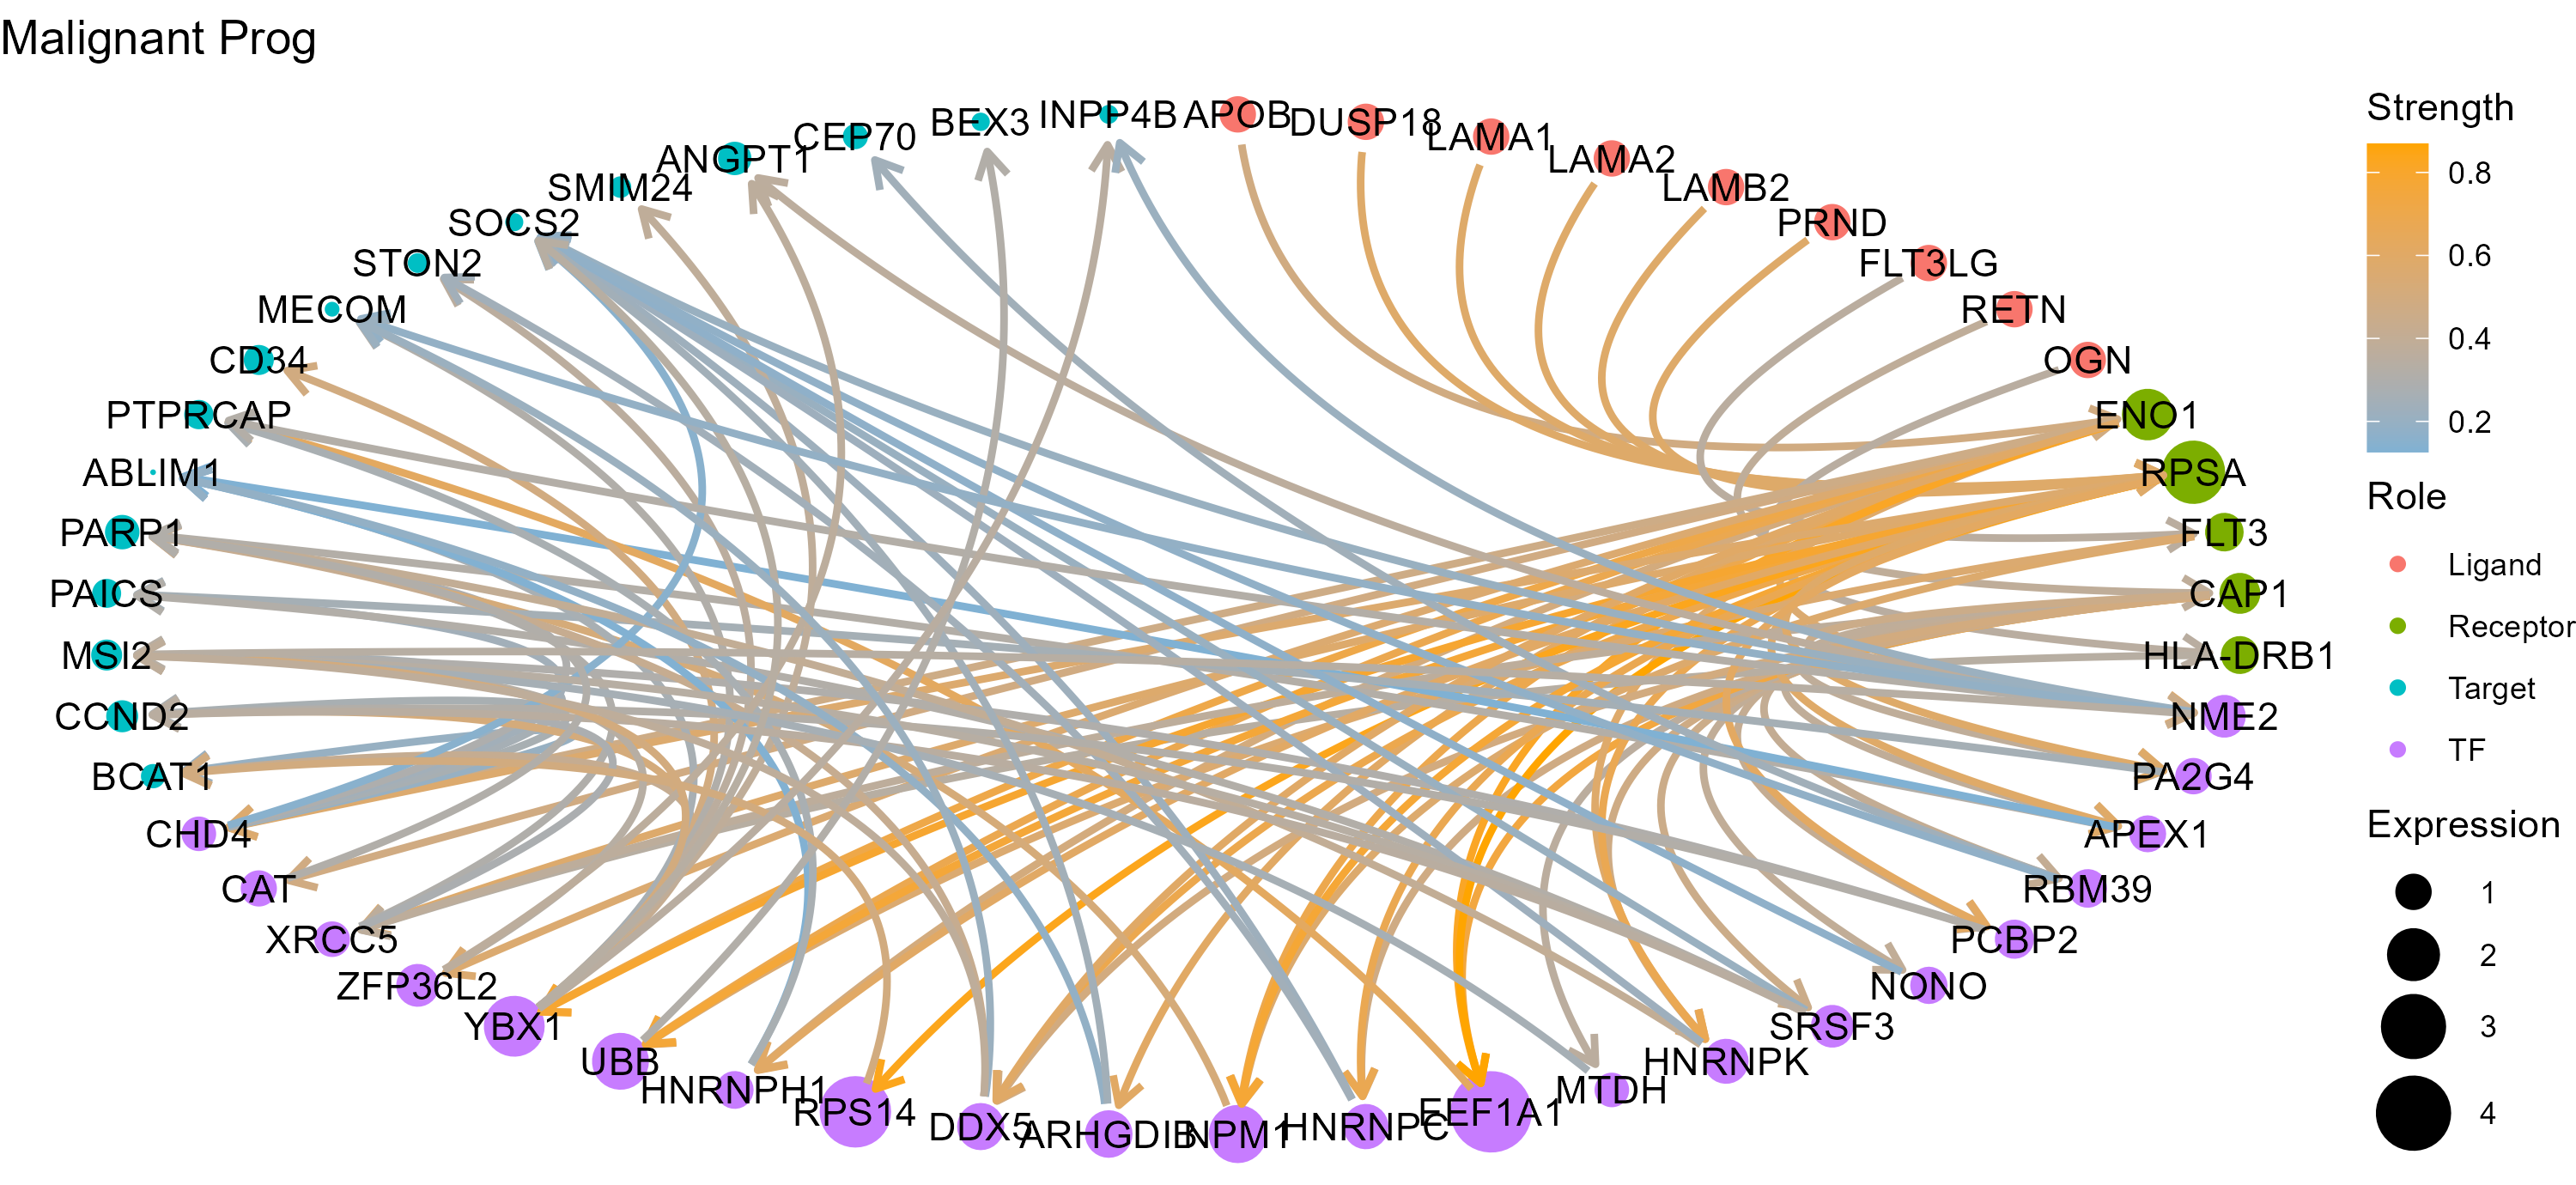 Malignant Prog
INPP4B
APOB
DUSP18
LAMA1
LAMA2
LAMB2
PRND
FLT3LG
RETN
OGN
ENO1
RPSA
FLT3
CAP1
HLA-DRB1
NME2
PA2G4
APEX1
RBM39
PCBP2
NONO
SRSF3
HNRNPK
MTDH
EEF1A1
HNRNPC
NPM1
ARHGDIB
DDX5
RPS14
HNRNPH1
UBB
YBX1
ZFP36L2
XRCC5
CAT
CHD4
BCAT1
CCND2
MSI2
PAICS
PARP1
ABLIM1
PTPRCAP
CD34
MECOM
STON2
SOCS2
SMIM24
ANGPT1
CEP70
BEX3
Strength
0.8
0.6
0.4
0.2
Role
Ligand
Receptor
Target
TF
Expression
1
2
3
4